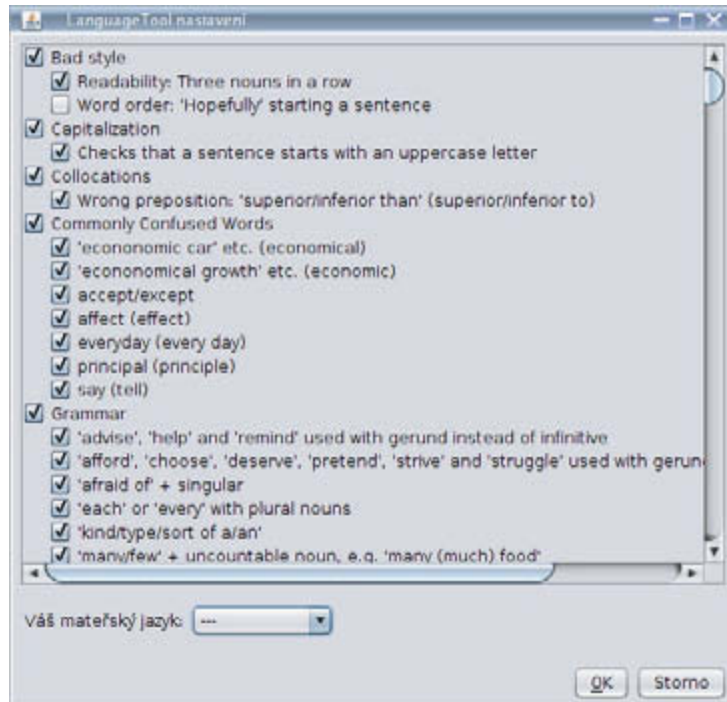 LanguageTool nastavení
Bad style
Readability: Three nouns in a row
Word order: 'Hopefully' starting a sentence
Capitalization
Checks that a sentence starts with an uppercase letter
Collocations
Wrong preposition: 'superior/inferior than' (superior/inferior to)
Commonly Confused Words
'econonomic car' etc. (economical)
'econonomical growth' etc. (economic)
accept/except
affect (effect)
everyday (every day)
principal (principle)
say (tell)
Grammar
'advise', 'help' and 'remind' used with gerund instead of infinitive
'afford', 'choose', 'deserve', 'pretend', 'strive' and 'struggle' used with gerun
'afraid of' + singular
'each' or 'every' with plural nouns
'kind/type/sort of a/an'
'many/few' + uncountable noun, e.g. 'many (much) food'
Váš mateřský jazyk: ---
OK Storno